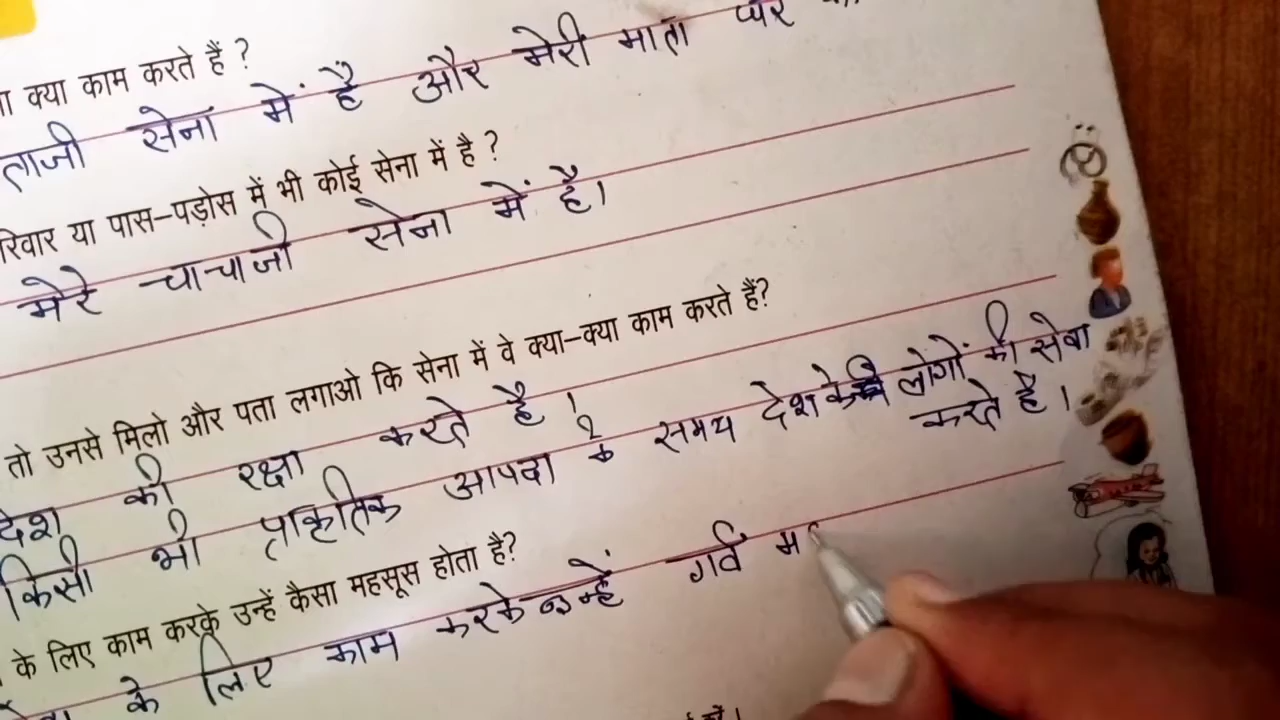 क्या काम करते हैं ?
ताजी सेना में है और मेरी माता
रिवार या पास-पड़ोस में भी कोई सेना में है ?
मेरे चाचाजी सेना में है।
तो उनसे मिलो और पता लगाओ कि सेना में वे क्या-क्या काम करते हैं?
देश की रक्षा करते है ।
किसी भी प्राकृतिक आपदा के समय देश के लोगों की सेवा
करते है ।
के लिए काम करके उन्हें कैसा महसूस होता है?
के लिए काम करके उन्हें गर्व म